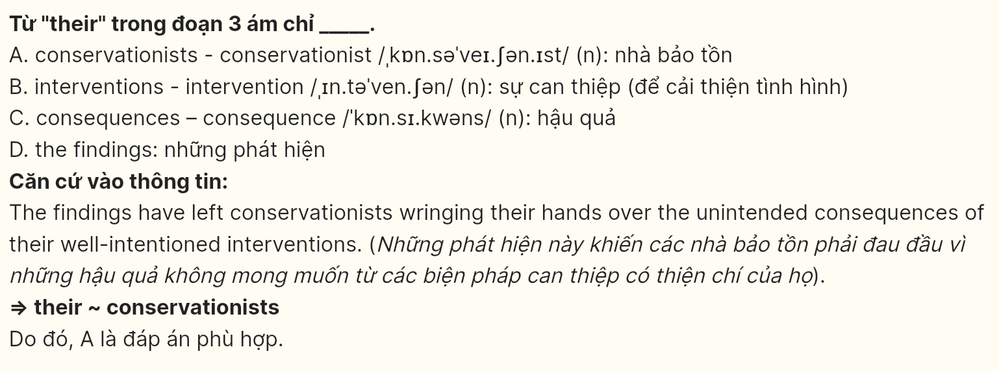 Từ "their" trong đoạn 3 ám chỉ _____.
A. conservationists - conservationist /ˌkɒn.səˈveɪ.ʃən.ɪst/ (n): nhà bảo tồn
B. interventions - intervention /ˌɪn.təˈven.ʃən/ (n): sự can thiệp (để cải thiện tình hình)
C. consequences – consequence /ˈkɒn.sɪ.kwəns/ (n): hậu quả
D. the findings: những phát hiện
Căn cứ vào thông tin:
The findings have left conservationists wringing their hands over the unintended consequences of
their well-intentioned interventions. (Những phát hiện này khiến các nhà bảo tồn phải đau đầu vì
những hậu quả không mong muốn từ các biện pháp can thiệp có thiện chí của họ).
⇒ their ~ conservationists
Do đó, A là đáp án phù hợp.